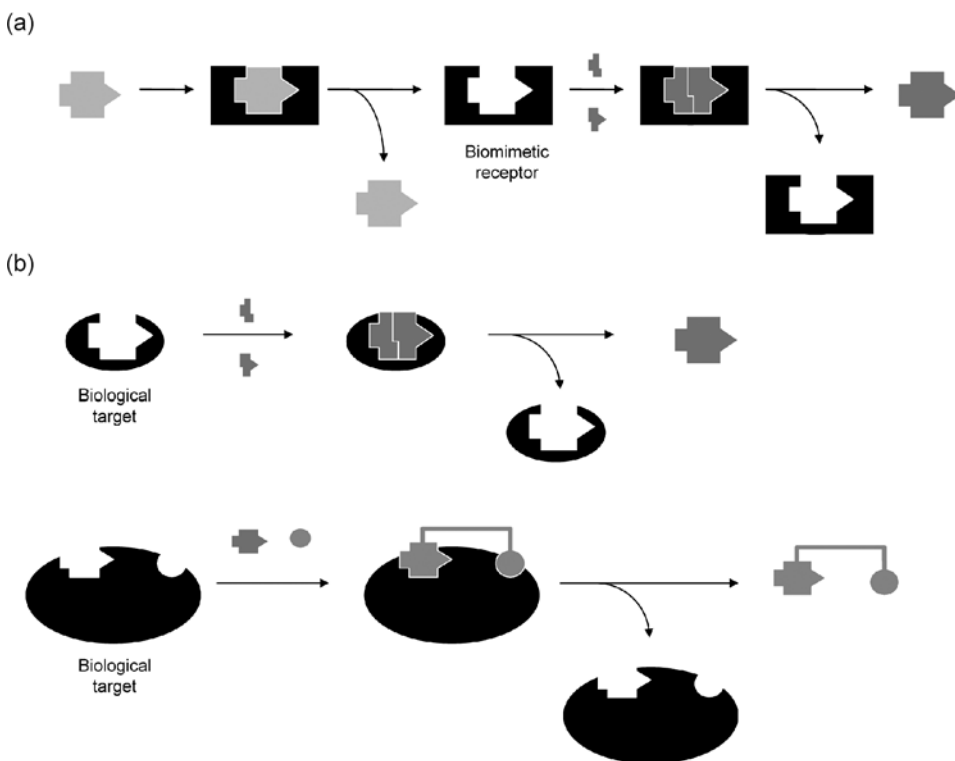 (a)
Biomimetic
receptor
(b)
Biological
target
Biological
target